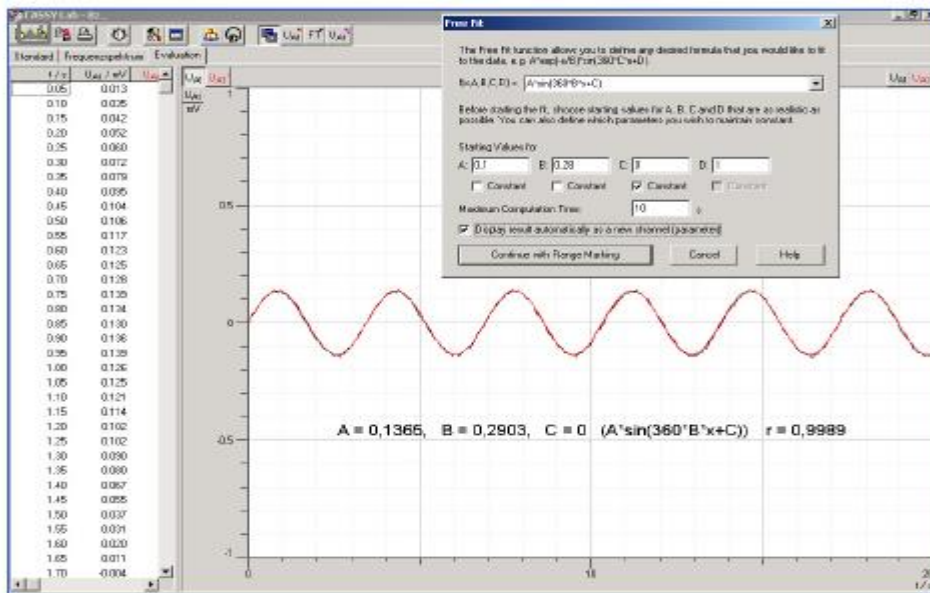 CASSY Lab
Standard Frequenzspektrum Evaluation
t / s UA1 / mV
0.05 0.013
0.10 0.035
0.15 0.042
0.20 0.052
0.25 0.060
0.30 0.072
0.35 0.079
0.40 0.095
0.45 0.104
0.50 0.106
0.55 0.117
0.60 0.123
0.65 0.125
0.70 0.128
0.75 0.139
0.80 0.134
0.85 0.130
0.90 0.136
0.95 0.139
1.00 0.126
1.05 0.125
1.10 0.121
1.15 0.114
1.20 0.102
1.25 0.102
1.30 0.090
1.35 0.080
1.40 0.067
1.45 0.055
1.50 0.037
1.55 0.031
1.60 0.020
1.65 0.011
1.70 -0.004
mV
1
0.5
0
-0.5
-1
0
10
20
A = 0,1365, B = 0,2903, C = 0 (A*sin(360*B*x+C)) r = 0,9989
Free Fit
The Free Fit function allows you to define any desired formula that you would like to fit
to the data, e. p. A*exp(-x/B)*sin(360*C*x+D).
f(x,A,B,C,D) = A*sin(360*B*x+C)
Before starting the fit, choose starting values for A, B, C and D that are as realistic as
possible. You can also define which parameters you wish to maintain constant.
Starting Values for
A: 0.1 B: 0.28 C: 0 D: 1
Constant Constant Constant Constant
Maximum Computation Time: 10 s
Display result automatically as a new channel (parameter)
Continue with Range Marking Cancel Help